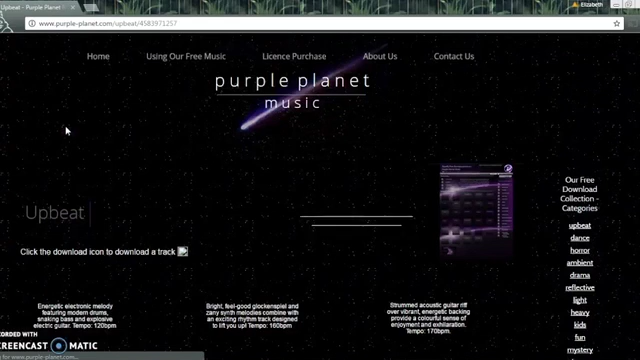 Upbeat - Purple Planet
Elizabeth
www.purple-planet.com/upbeat/4583971257
Home Using Our Free Music Licence Purchase About Us Contact Us
purple planet
music
Our Free
Download
Collection -
Categories
Upbeat
upbeat
dance
horror
ambient
drama
reflective
light
heavy
kids
fun
mystery
Click the download icon to download a track
Energetic electronic melody
featuring modern drums,
snaking bass and explosive
electric guitar. Tempo: 120bpm
Bright, feel-good glockenspiel and
zany synth melodies combine with
an exciting rhythm track designed
to lift you up! Tempo: 160bpm
Strummed acoustic guitar riff
over vibrant, energetic backing
provide a colourful sense of
enjoyment and exhilaration.
Tempo: 170bpm.
RECORDED WITH
SCREENCAST MATIC
for www.purple-planet.com...